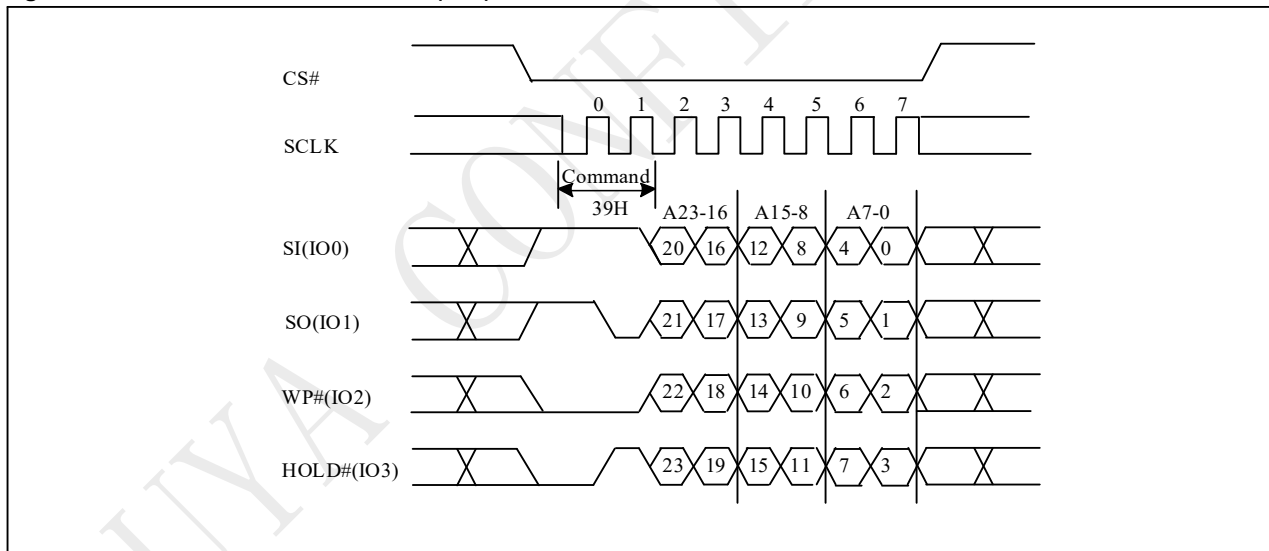 CS#
0 1 2 3 4 5 6 7
SCLK
Command
39H
A23-16 A15-8 A7-0
SI(IO0) 20 16 12 8 4 0
SO(IO1) 21 17 13 9 5 1
WP#(IO2) 22 18 14 10 6 2
HOLD#(IO3) 23 19 15 11 7 3